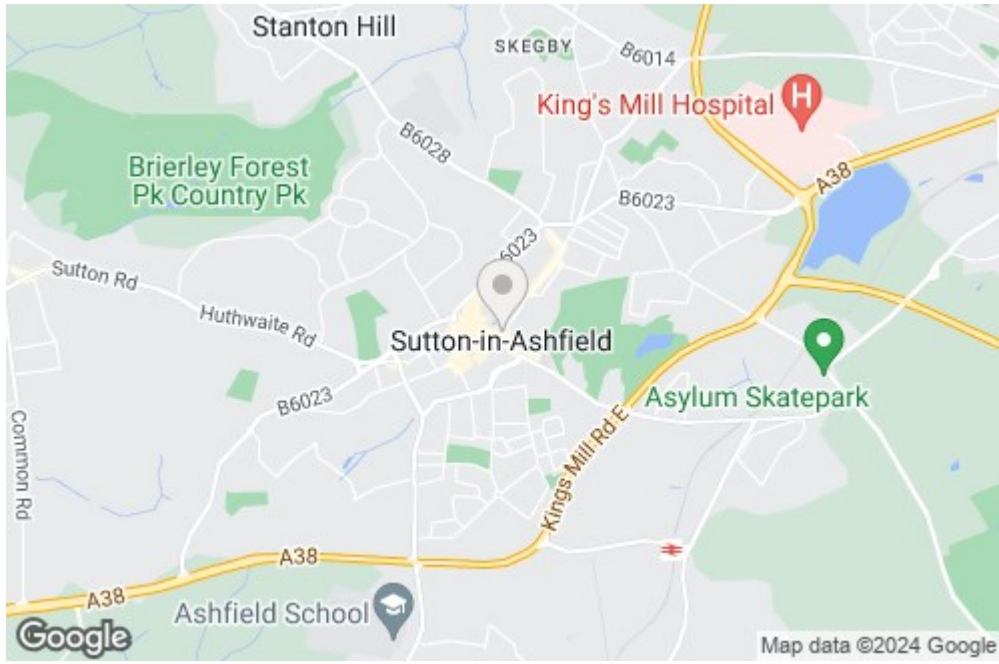 Stanton Hill
SKEGBY
B6014
King's Mill Hospital
H
B6028
A38
Brierley Forest
Pk Country Pk
B6023
B6023
Sutton Rd
Huthwaite Rd
Sutton-in-Ashfield
Asylum Skatepark
B6023
Common Rd
Kings Mill Rd E
A38
A38
Ashfield School
Google
Map data ©2024 Google